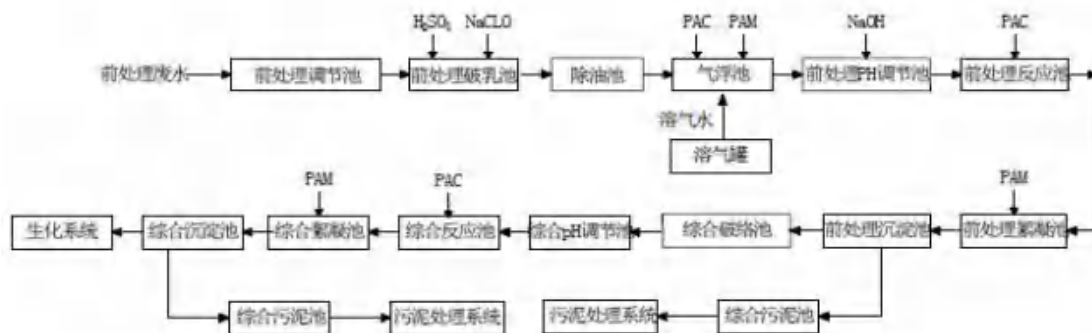 H₂SO₄ NaCLO PAC PAM NaOH PAC
前处理废水 前处理调节池 前处理破乳池 除油池 气浮池 前处理PH调节池 前处理反应池
溶气水
溶气罐
PAM PAC PAM
生化系统 综合沉淀池 综合絮凝池 综合反应池 综合pH调节池 综合破络池 前处理沉淀池 前处理絮凝池
综合污泥池 污泥处理系统 污泥处理系统 综合污泥池